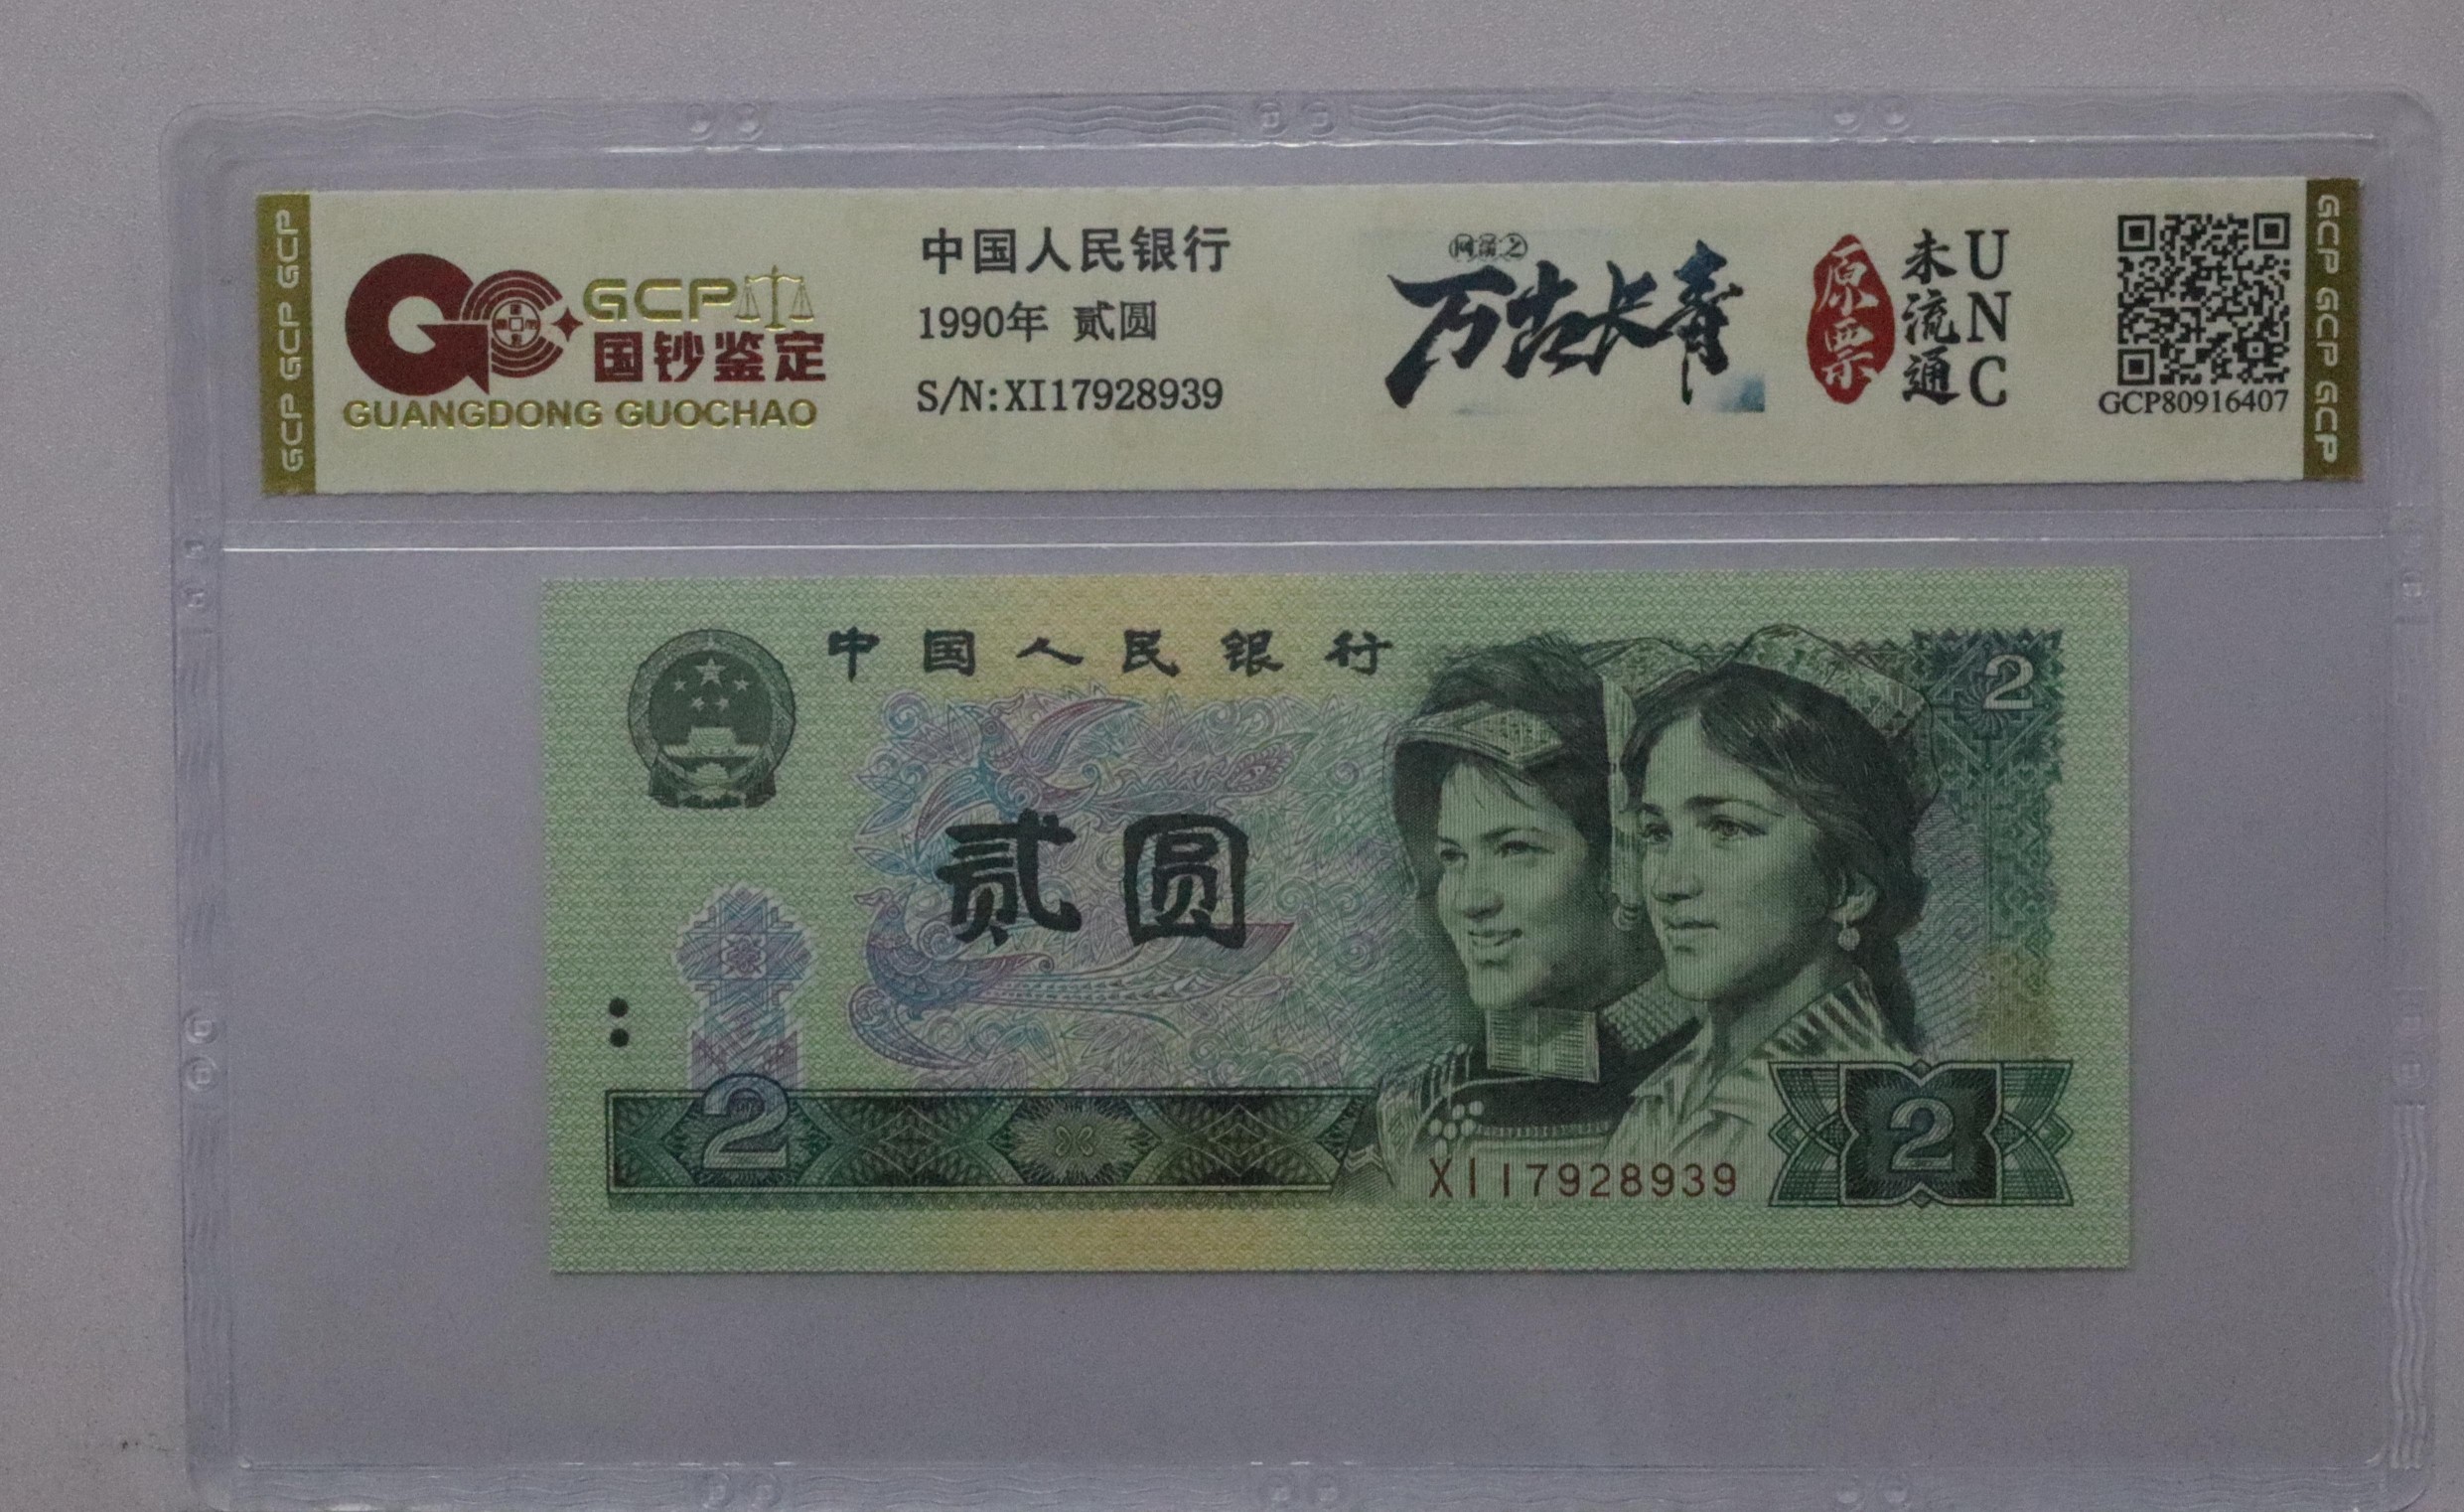 GCP GCP GCP
GCP
国钞鉴定
GUANGDONG GUOCHAO
中国人民银行
1990年 贰圆
S/N:XI17928939
万古长青
原票
未流通
UNC
GCP80916407
GCP GCP GCP
中国人民银行
2
贰圆
2
XI17928939
2